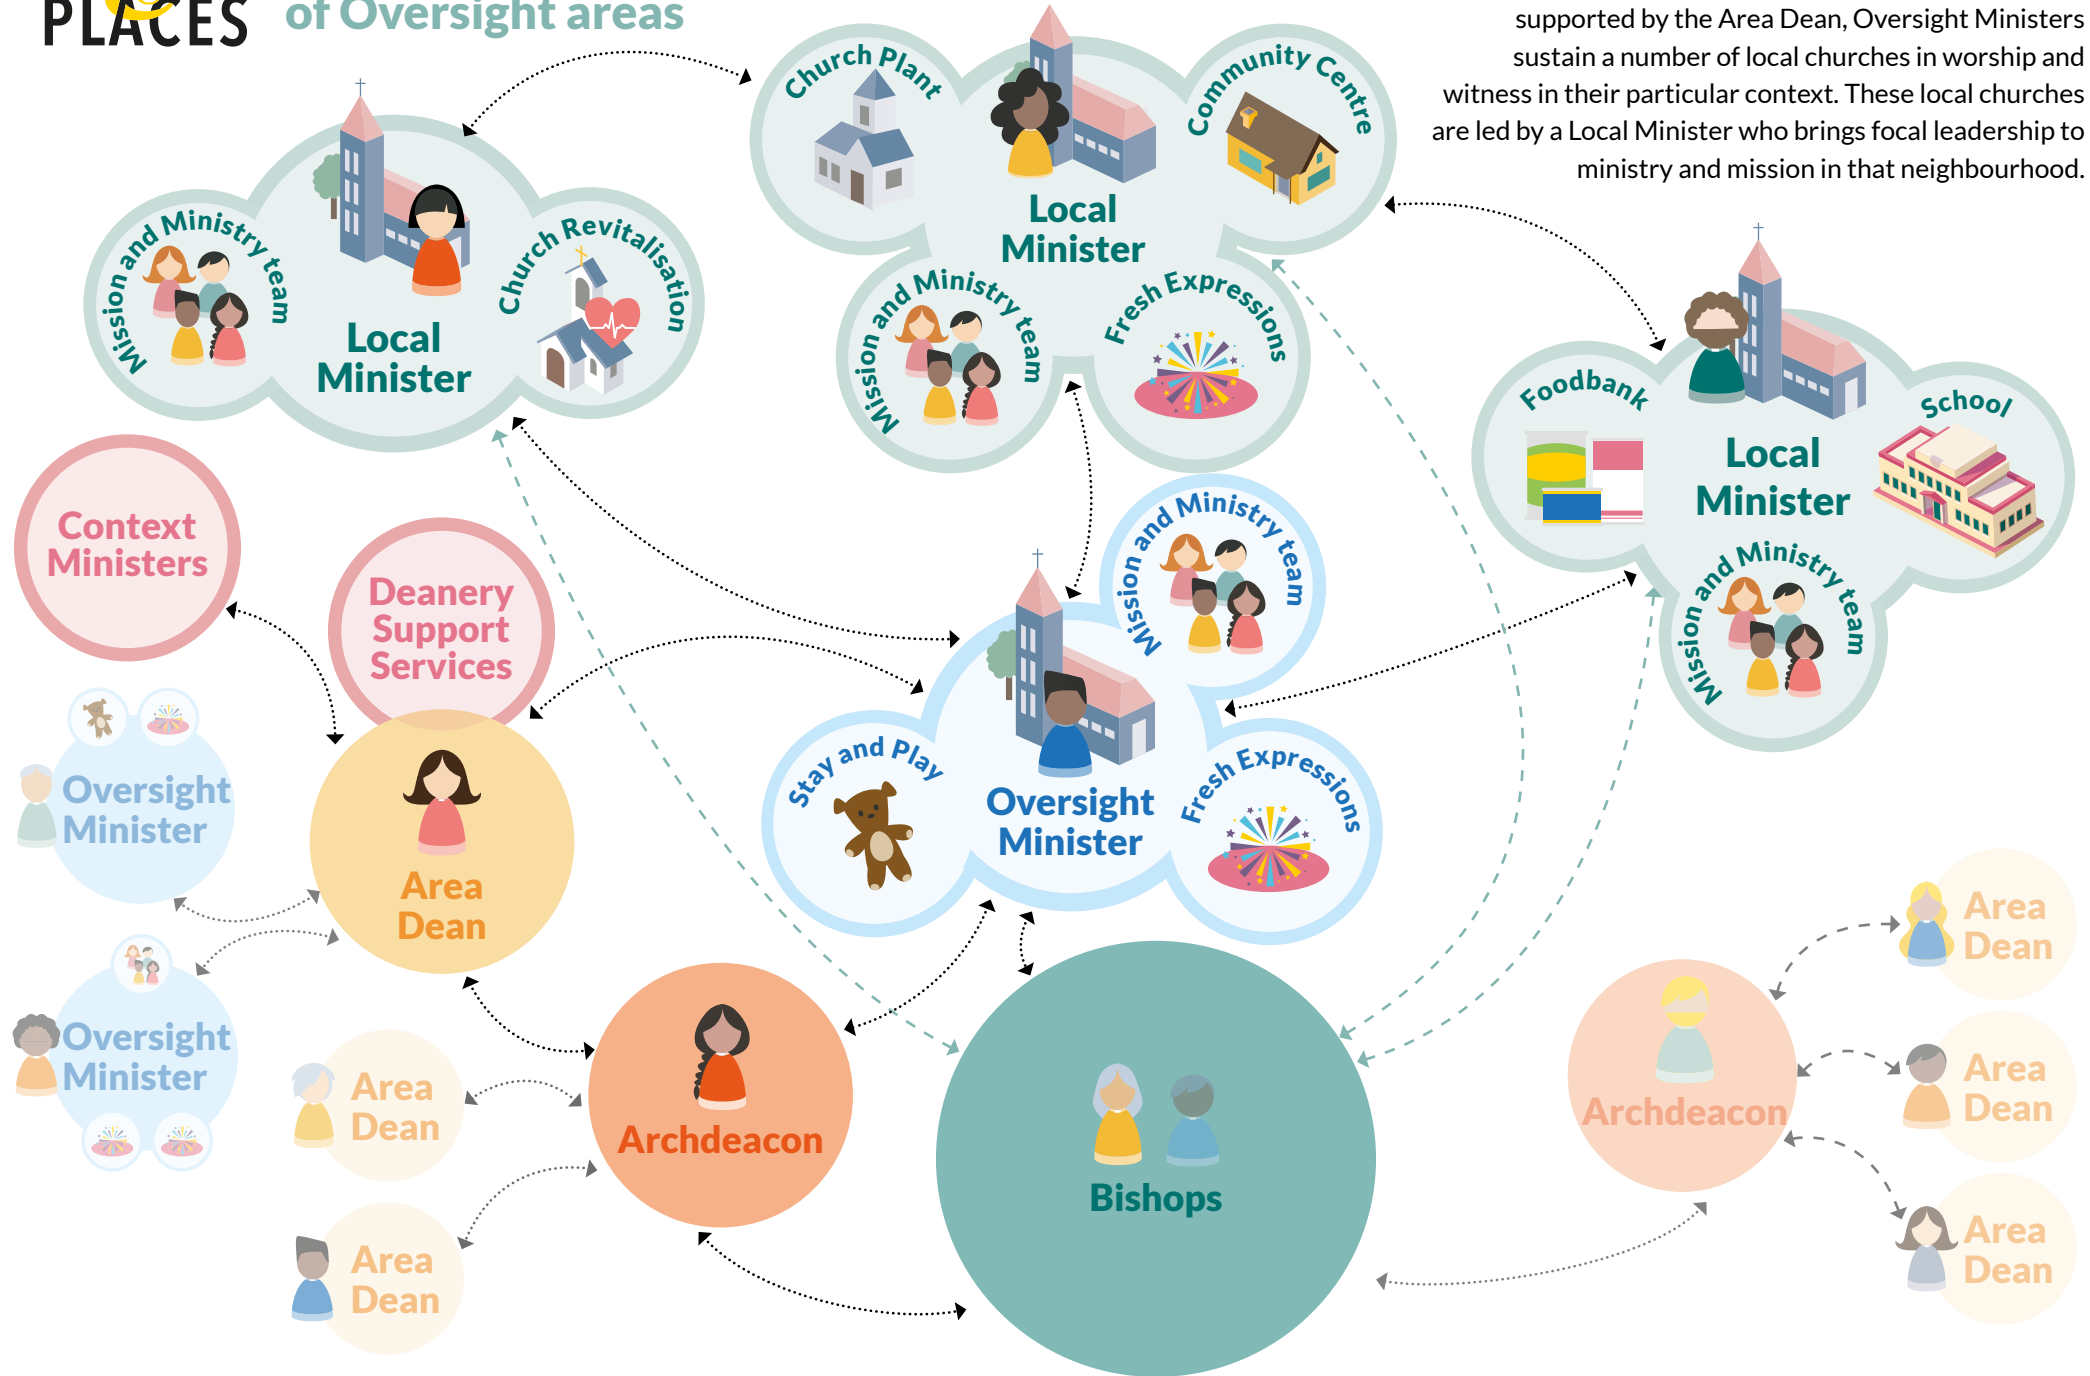 PLACES
of Oversight areas
supported by the Area Dean, Oversight Ministers
sustain a number of local churches in worship and
witness in their particular context. These local churches
are led by a Local Minister who brings focal leadership to
ministry and mission in that neighbourhood.
Church Plant
Community Centre
Local
Minister
Mission and Ministry team
Fresh Expressions
Mission and Ministry team
Church Revitalisation
Local
Minister
Foodbank
School
Local
Minister
Mission and Ministry team
Context
Ministers
Deanery
Support
Services
Mission and Ministry team
Stay and Play
Fresh Expressions
Oversight
Minister
Oversight
Minister
Area
Dean
Oversight
Minister
Area
Dean
Area
Dean
Archdeacon
Bishops
Archdeacon
Area
Dean
Area
Dean
Area
Dean